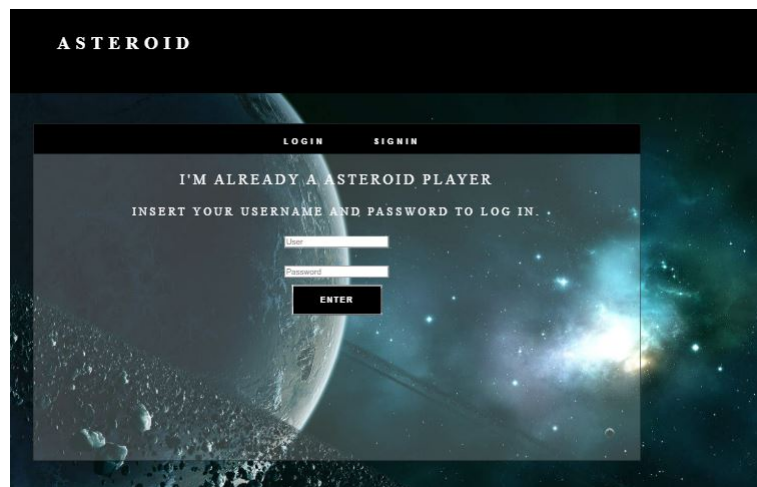 ASTEROID
LOGIN SIGNIN
I'M ALREADY A ASTEROID PLAYER
INSERT YOUR USERNAME AND PASSWORD TO LOG IN.
User
Password
ENTER